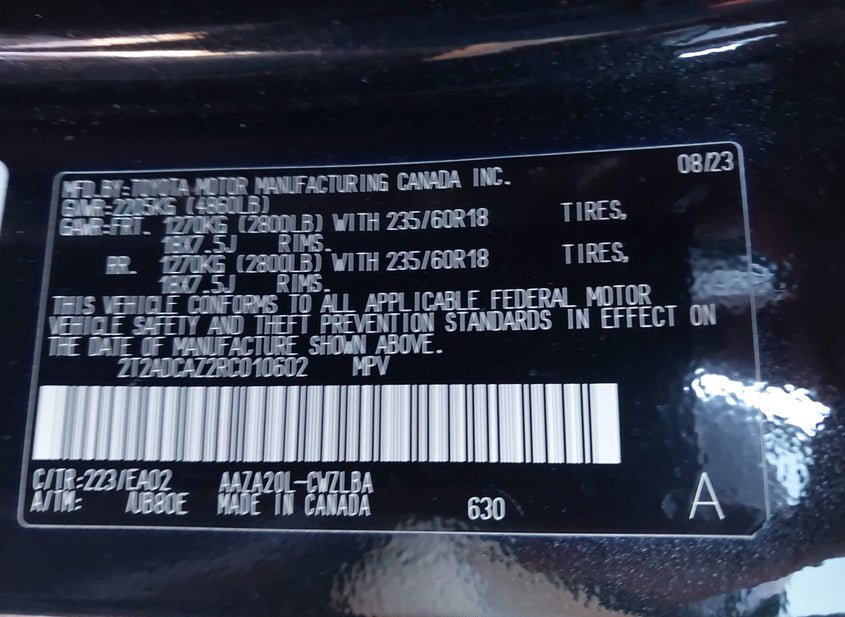 08/23
MFD.BY:TOYOTA MOTOR MANUFACTURING CANADA INC.
GVWR:2205KG (4860LB)
GAWR:FRT. 1270KG (2800LB) WITH 235/60R18 TIRES,
18X7.5J RIMS.
RR. 1270KG (2800LB) WITH 235/60R18 TIRES,
18X7.5J RIMS.
THIS VEHICLE CONFORMS TO ALL APPLICABLE FEDERAL MOTOR
VEHICLE SAFETY AND THEFT PREVENTION STANDARDS IN EFFECT ON
THE DATE OF MANUFACTURE SHOWN ABOVE.
2T2ADCAZ2RC010602 MPV
C/TR:223/EA02 AAZA20L-CWZLBA
A/TM: /UB80E MADE IN CANADA 630 A